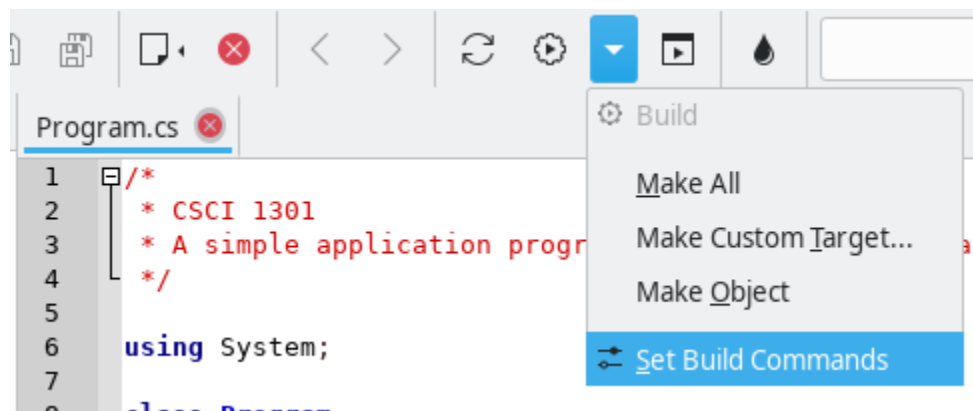 Program.cs
Build
Make All
Make Custom Target...
Make Object
Set Build Commands
1 /*
2 * CSCI 1301
3 * A simple application progr
4 */
5
6 using System;
7